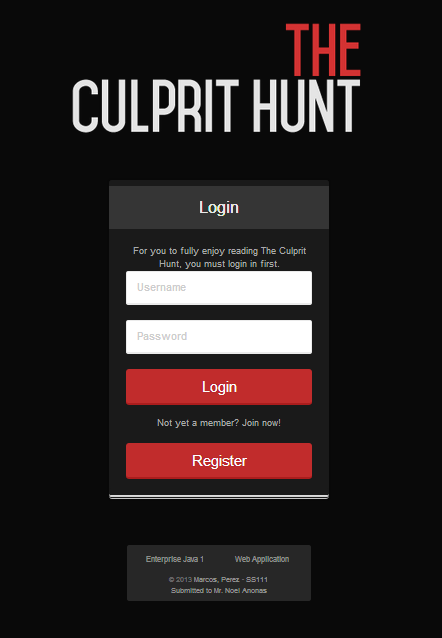 THE
CULPRIT HUNT
Login
For you to fully enjoy reading The Culprit
Hunt, you must login in first.
Username
Password
Login
Not yet a member? Join now!
Register
Enterprise Java 1 Web Application
© 2013 Marcos, Perez - SS111
Submitted to Mr. Noel Anonas